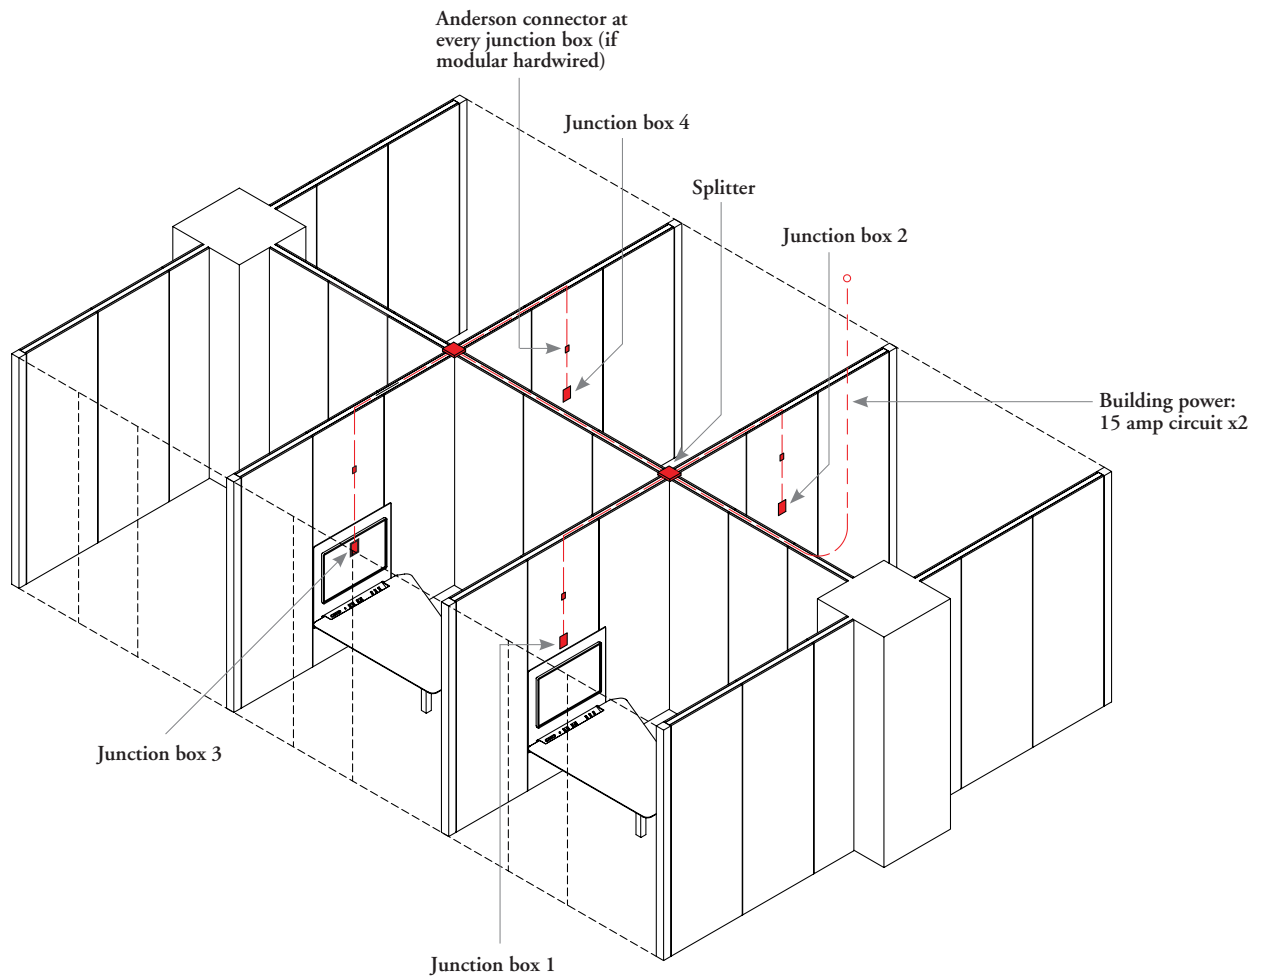 Anderson connector at
every junction box (if
modular hardwired)
Junction box 4
Splitter
Junction box 2
Building power:
15 amp circuit x2
Junction box 3
Junction box 1